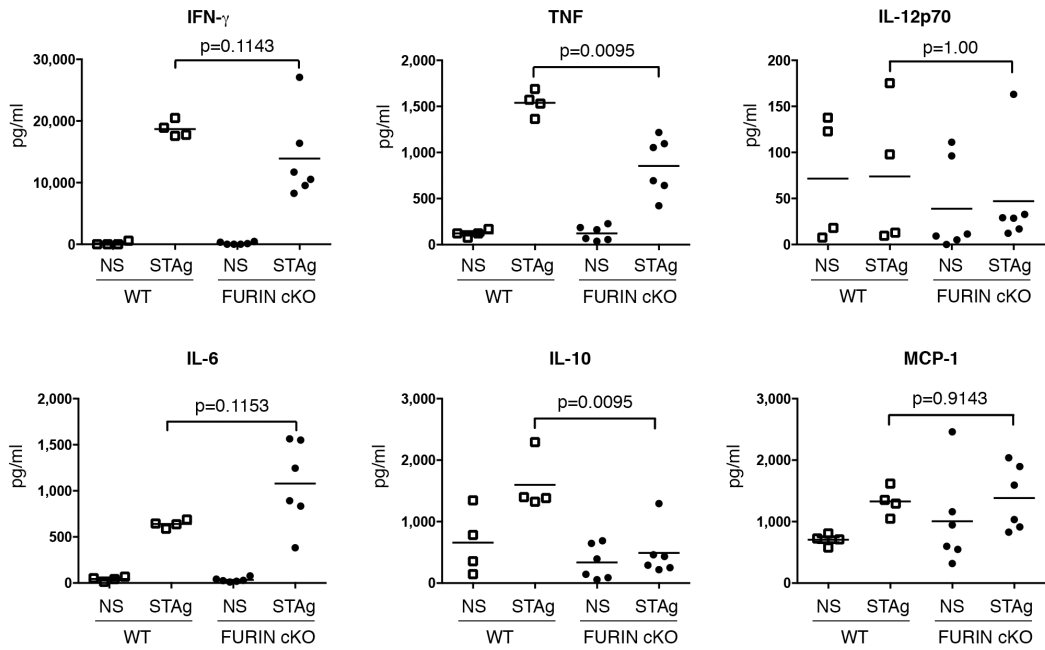 IFN-γ
p=0.1143
30,000
20,000
10,000
0
pg/ml
NS STAg NS STAg
WT FURIN cKO
TNF
p=0.0095
2,000
1,500
1,000
500
0
pg/ml
NS STAg NS STAg
WT FURIN cKO
IL-12p70
p=1.00
200
150
100
50
0
pg/ml
NS STAg NS STAg
WT FURIN cKO
IL-6
p=0.1153
2,000
1,500
1,000
500
0
pg/ml
NS STAg NS STAg
WT FURIN cKO
IL-10
p=0.0095
3,000
2,000
1,000
0
pg/ml
NS STAg NS STAg
WT FURIN cKO
MCP-1
p=0.9143
3,000
2,000
1,000
0
pg/ml
NS STAg NS STAg
WT FURIN cKO